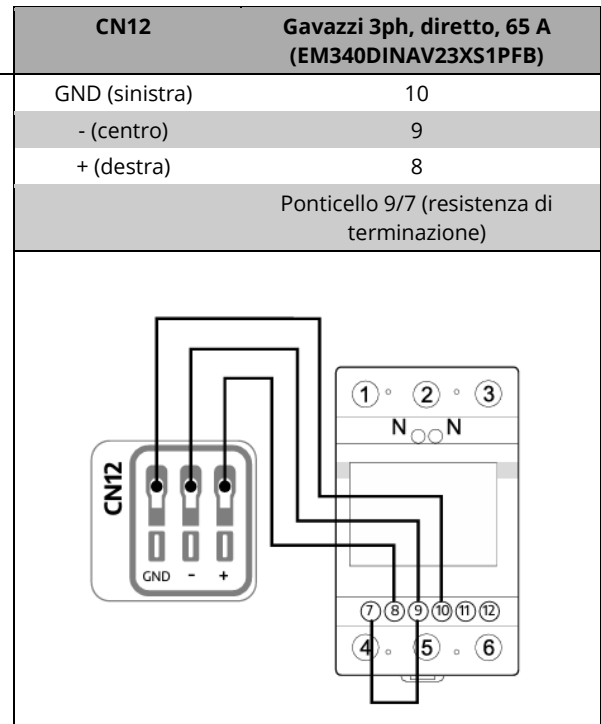 CN12
Gavazzi 3ph, diretto, 65 A
(EM340DINAV23XS1PFB)
GND (sinistra)
10
- (centro)
9
+ (destra)
8
Ponticello 9/7 (resistenza di
terminazione)
1 2 3
N N
CN12
GND - +
7 8 9 10 11 12
4 5 6